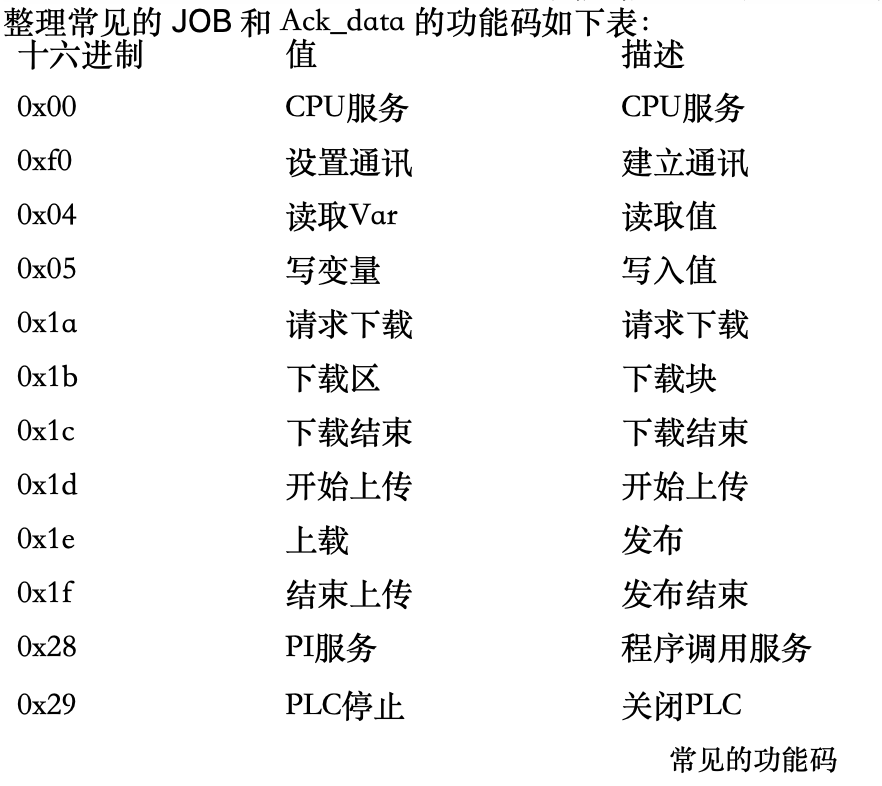 整理常见的 JOB 和 Ack_data 的功能码如下表：
十六进制 值 描述
0x00 CPU服务 CPU服务
0xf0 设置通讯 建立通讯
0x04 读取Var 读取值
0x05 写变量 写入值
0x1a 请求下载 请求下载
0x1b 下载区 下载块
0x1c 下载结束 下载结束
0x1d 开始上传 开始上传
0x1e 上载 发布
0x1f 结束上传 发布结束
0x28 PI服务 程序调用服务
0x29 PLC停止 关闭PLC
常见的功能码